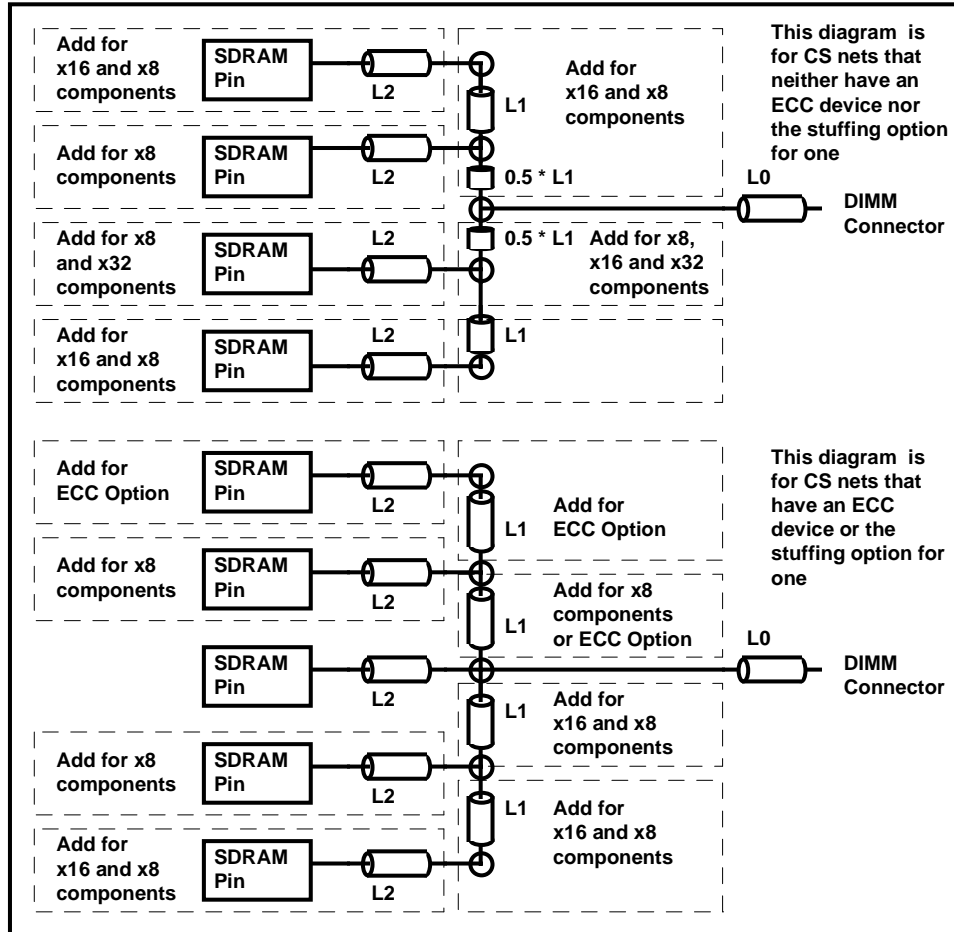 Add for
x16 and x8
components
SDRAM
Pin
L2
L1
Add for
x16 and x8
components
This diagram is
for CS nets that
neither have an
ECC device nor
the stuffing option
for one
Add for x8
components
SDRAM
Pin
L2
0.5 * L1
L0
DIMM
Connector
Add for x8
and x32
components
SDRAM
Pin
L2
0.5 * L1
Add for x8,
x16 and x32
components
Add for
x16 and x8
components
SDRAM
Pin
L2
L1
Add for
ECC Option
SDRAM
Pin
L2
L1
Add for
ECC Option
This diagram is
for CS nets that
have an ECC
device or the
stuffing option for
one
Add for x8
components
SDRAM
Pin
L2
L1
Add for x8
components
or ECC Option
L0
DIMM
Connector
SDRAM
Pin
L2
L1
Add for
x16 and x8
components
Add for x8
components
SDRAM
Pin
L2
L1
Add for
x16 and x8
components
Add for
x16 and x8
components
SDRAM
Pin
L2